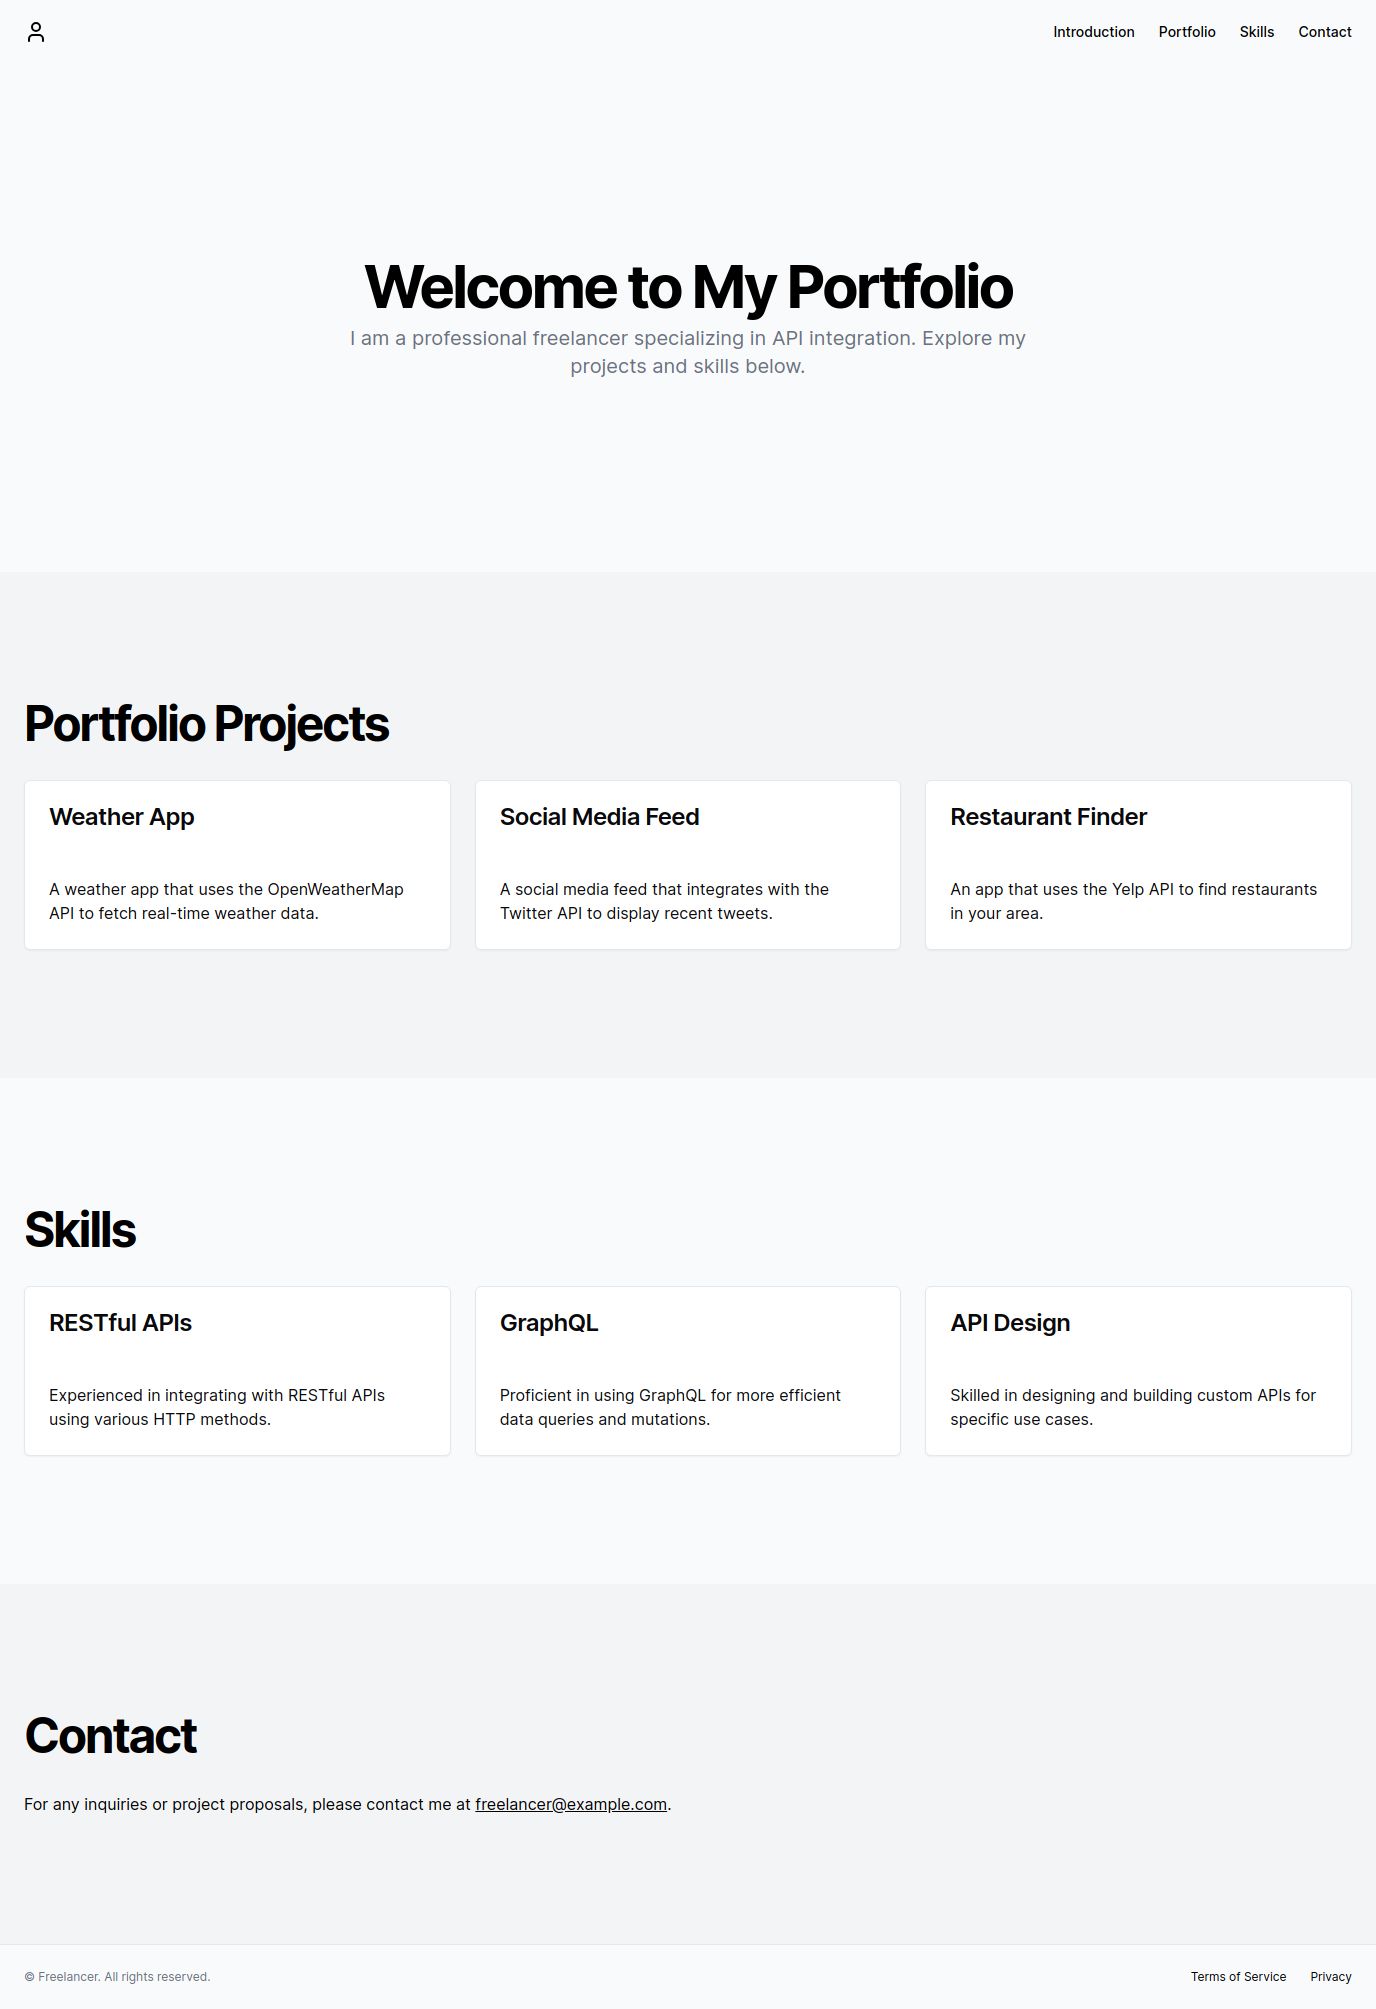 Introduction Portfolio Skills Contact
Welcome to My Portfolio
I am a professional freelancer specializing in API integration. Explore my
projects and skills below.
Portfolio Projects
Weather App
A weather app that uses the OpenWeatherMap
API to fetch real-time weather data.
Social Media Feed
A social media feed that integrates with the
Twitter API to display recent tweets.
Restaurant Finder
An app that uses the Yelp API to find restaurants
in your area.
Skills
RESTful APIs
Experienced in integrating with RESTful APIs
using various HTTP methods.
GraphQL
Proficient in using GraphQL for more efficient
data queries and mutations.
API Design
Skilled in designing and building custom APIs for
specific use cases.
Contact
For any inquiries or project proposals, please contact me at freelancer@example.com.
© Freelancer. All rights reserved.
Terms of Service Privacy